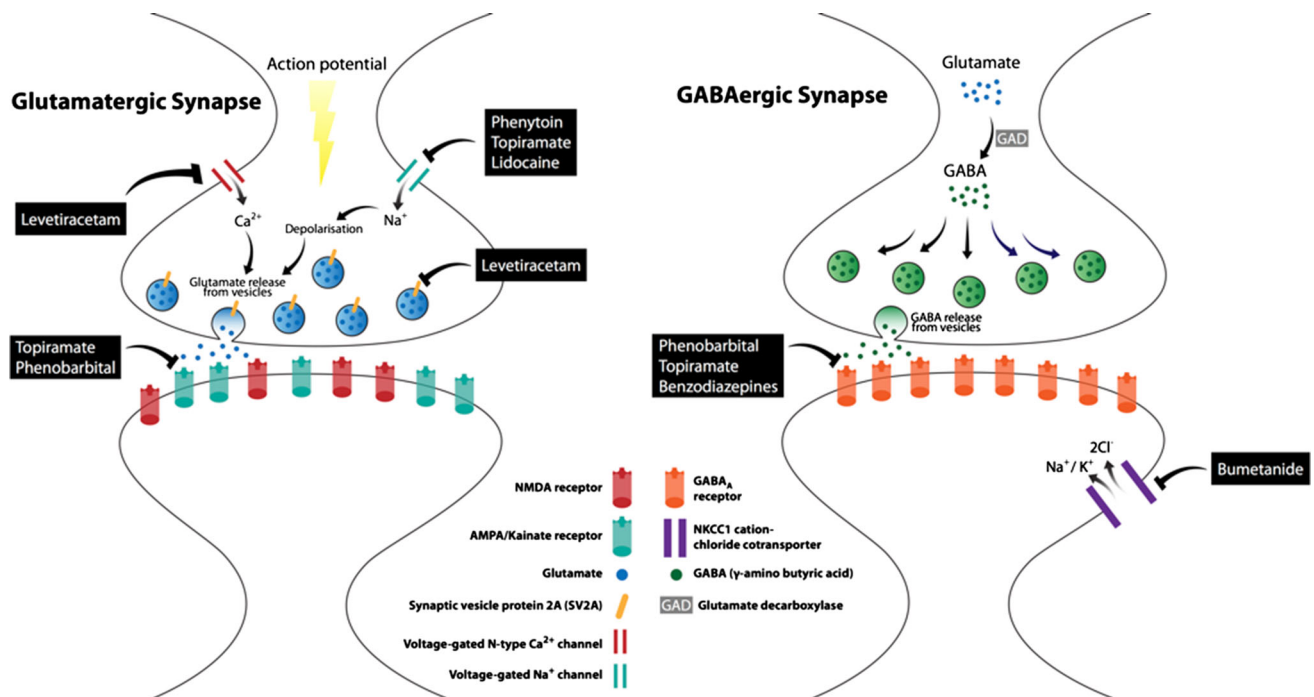 Glutamatergic Synapse
Action potential
Phenytoin
Topiramate
Lidocaine
Levetiracetam
Ca²⁺
Depolarisation
Na⁺
Glutamate release
from vesicles
Levetiracetam
Topiramate
Phenobarbital
GABAergic Synapse
Glutamate
GAD
GABA
GABA release
from vesicles
Phenobarbital
Topiramate
Benzodiazepines
2Cl⁻
Na⁺/ K⁺
Bumetanide
NMDA receptor
AMPA/Kainate receptor
Glutamate
Synaptic vesicle protein 2A (SV2A)
Voltage-gated N-type Ca²⁺ channel
Voltage-gated Na⁺ channel
GABA_A
receptor
NKCC1 cation-
chloride cotransporter
GABA (γ-amino butyric acid)
GAD Glutamate decarboxylase